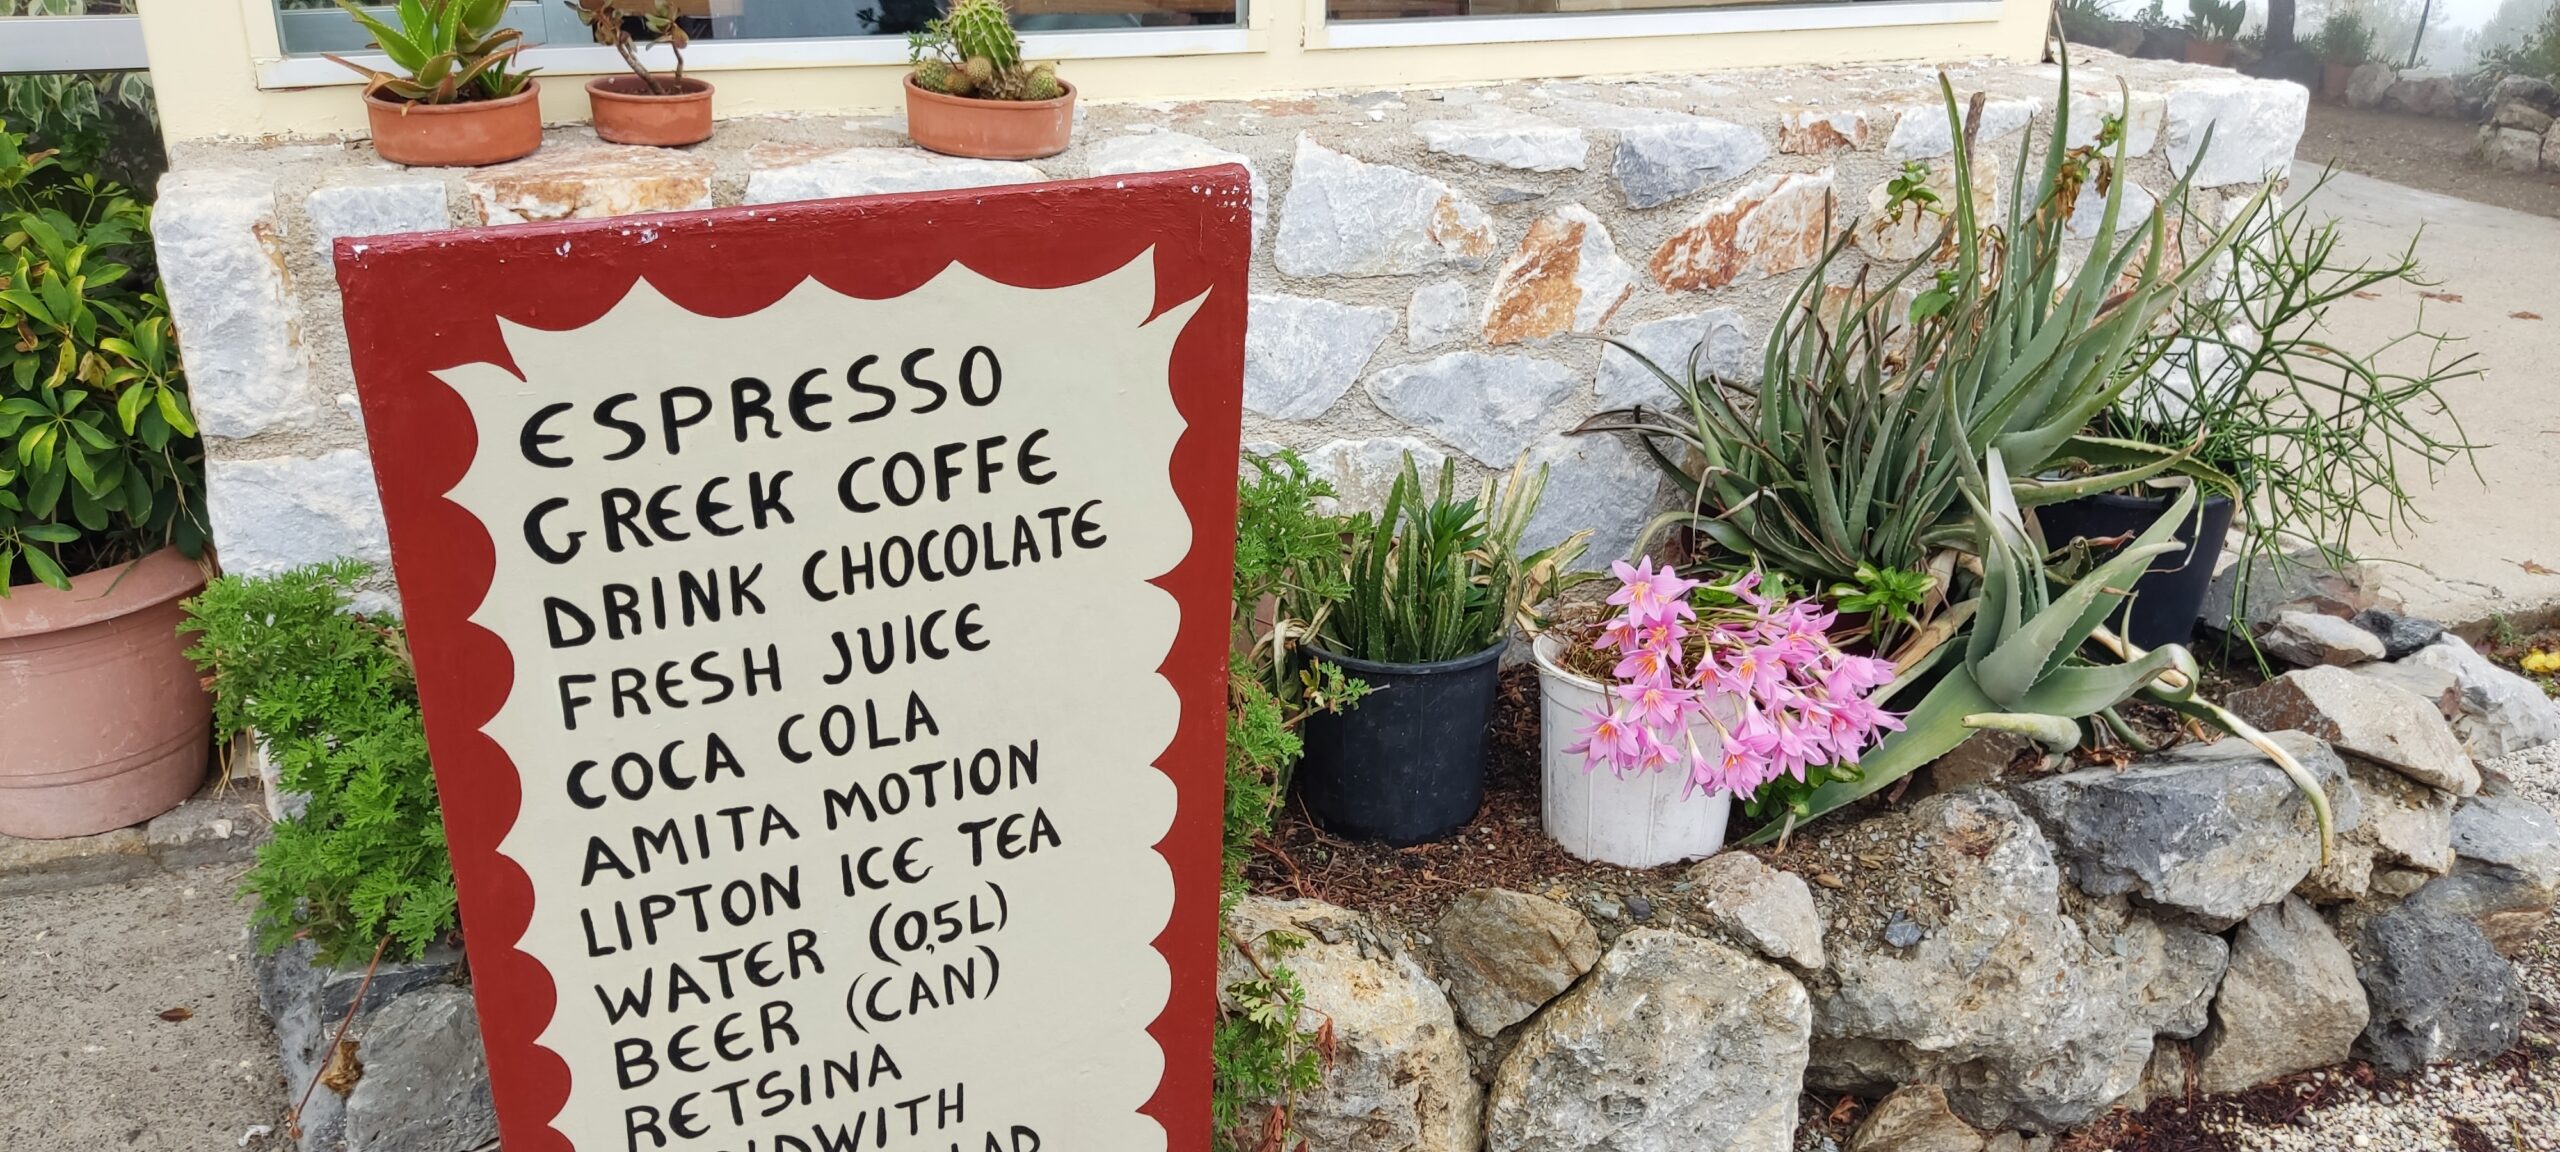 ESPRESSO
GREEK COFFE
DRINK CHOCOLATE
FRESH JUICE
COCA COLA
AMITA MOTION
LIPTON ICE TEA
WATER (0,5L)
BEER (CAN)
RETSINA